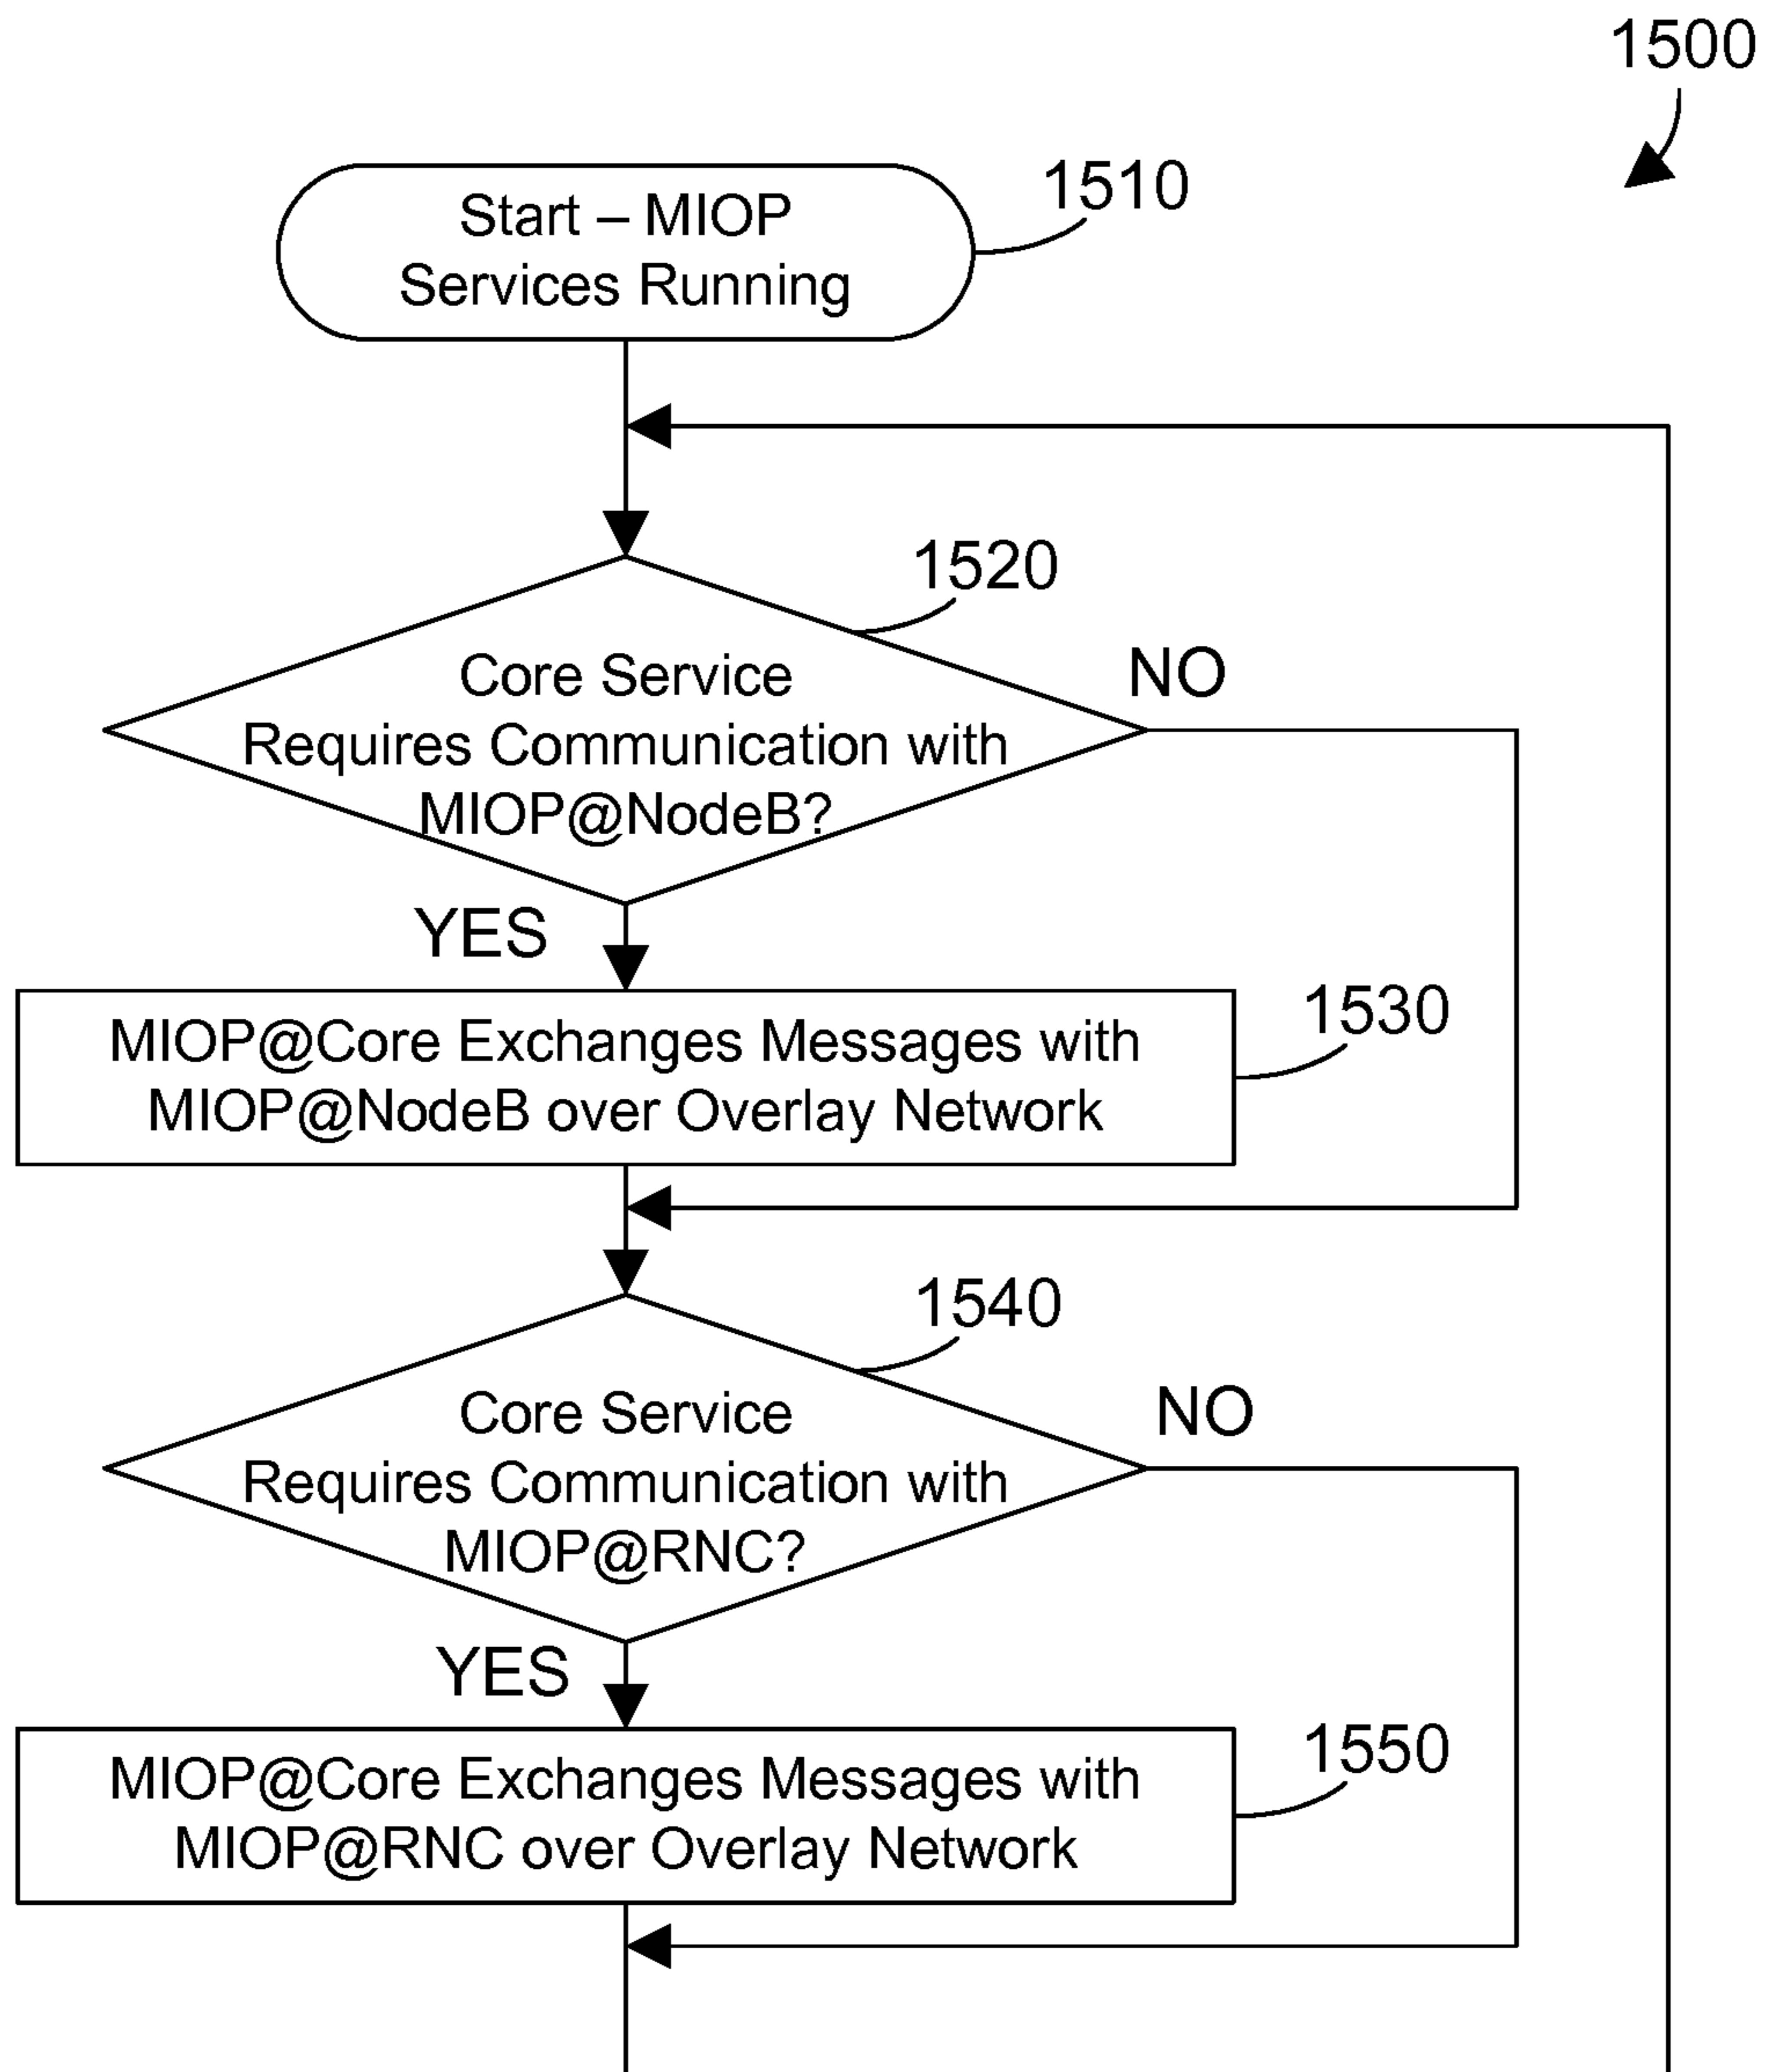 1500
1510
Start – MIOP
Services Running
1520
Core Service
Requires Communication with
MIOP@NodeB?
NO
YES
1530
MIOP@Core Exchanges Messages with
MIOP@NodeB over Overlay Network
1540
Core Service
Requires Communication with
MIOP@RNC?
NO
YES
1550
MIOP@Core Exchanges Messages with
MIOP@RNC over Overlay Network